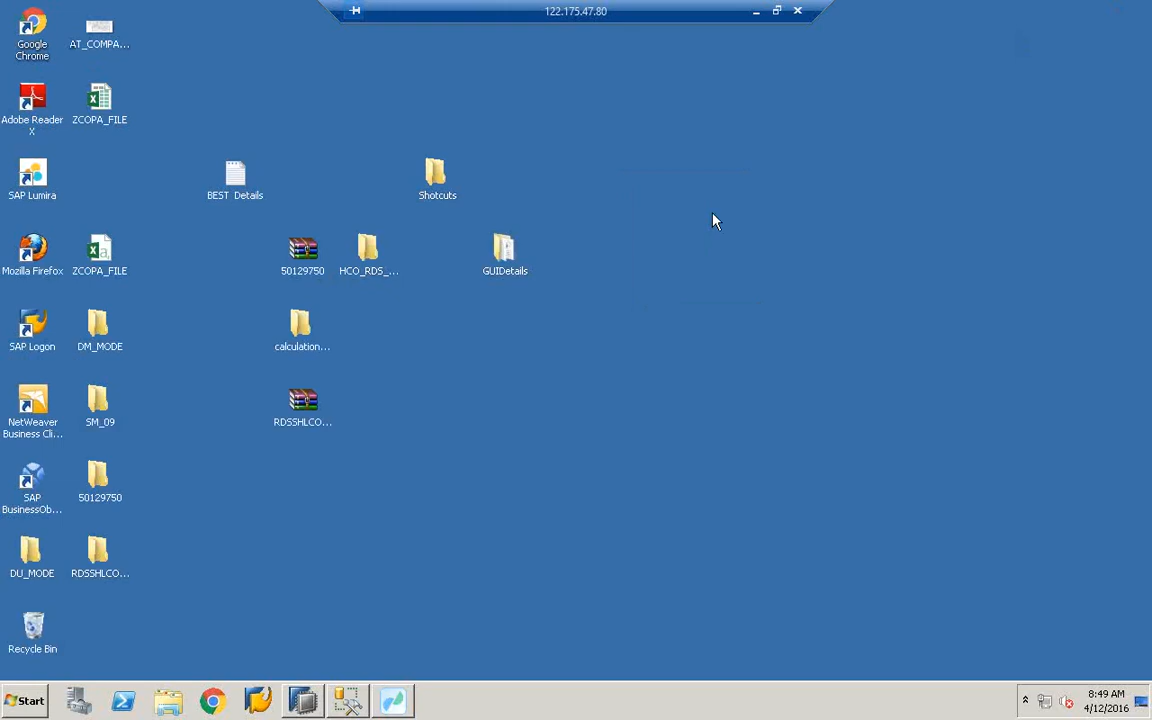 122.175.47.80
Google
Chrome
AT_COMPA...
Adobe Reader
X
ZCOPA_FILE
SAP Lumira
BEST Details
Shotcuts
Mozilla Firefox
ZCOPA_FILE
50129750
HCO_RDS_...
GUIDetails
SAP Logon
DM_MODE
calculation...
NetWeaver
Business Cli...
SM_09
RDSSHLCO...
SAP
BusinessOb...
50129750
DU_MODE
RDSSHLCO...
Recycle Bin
Start
8:49 AM
4/12/2016